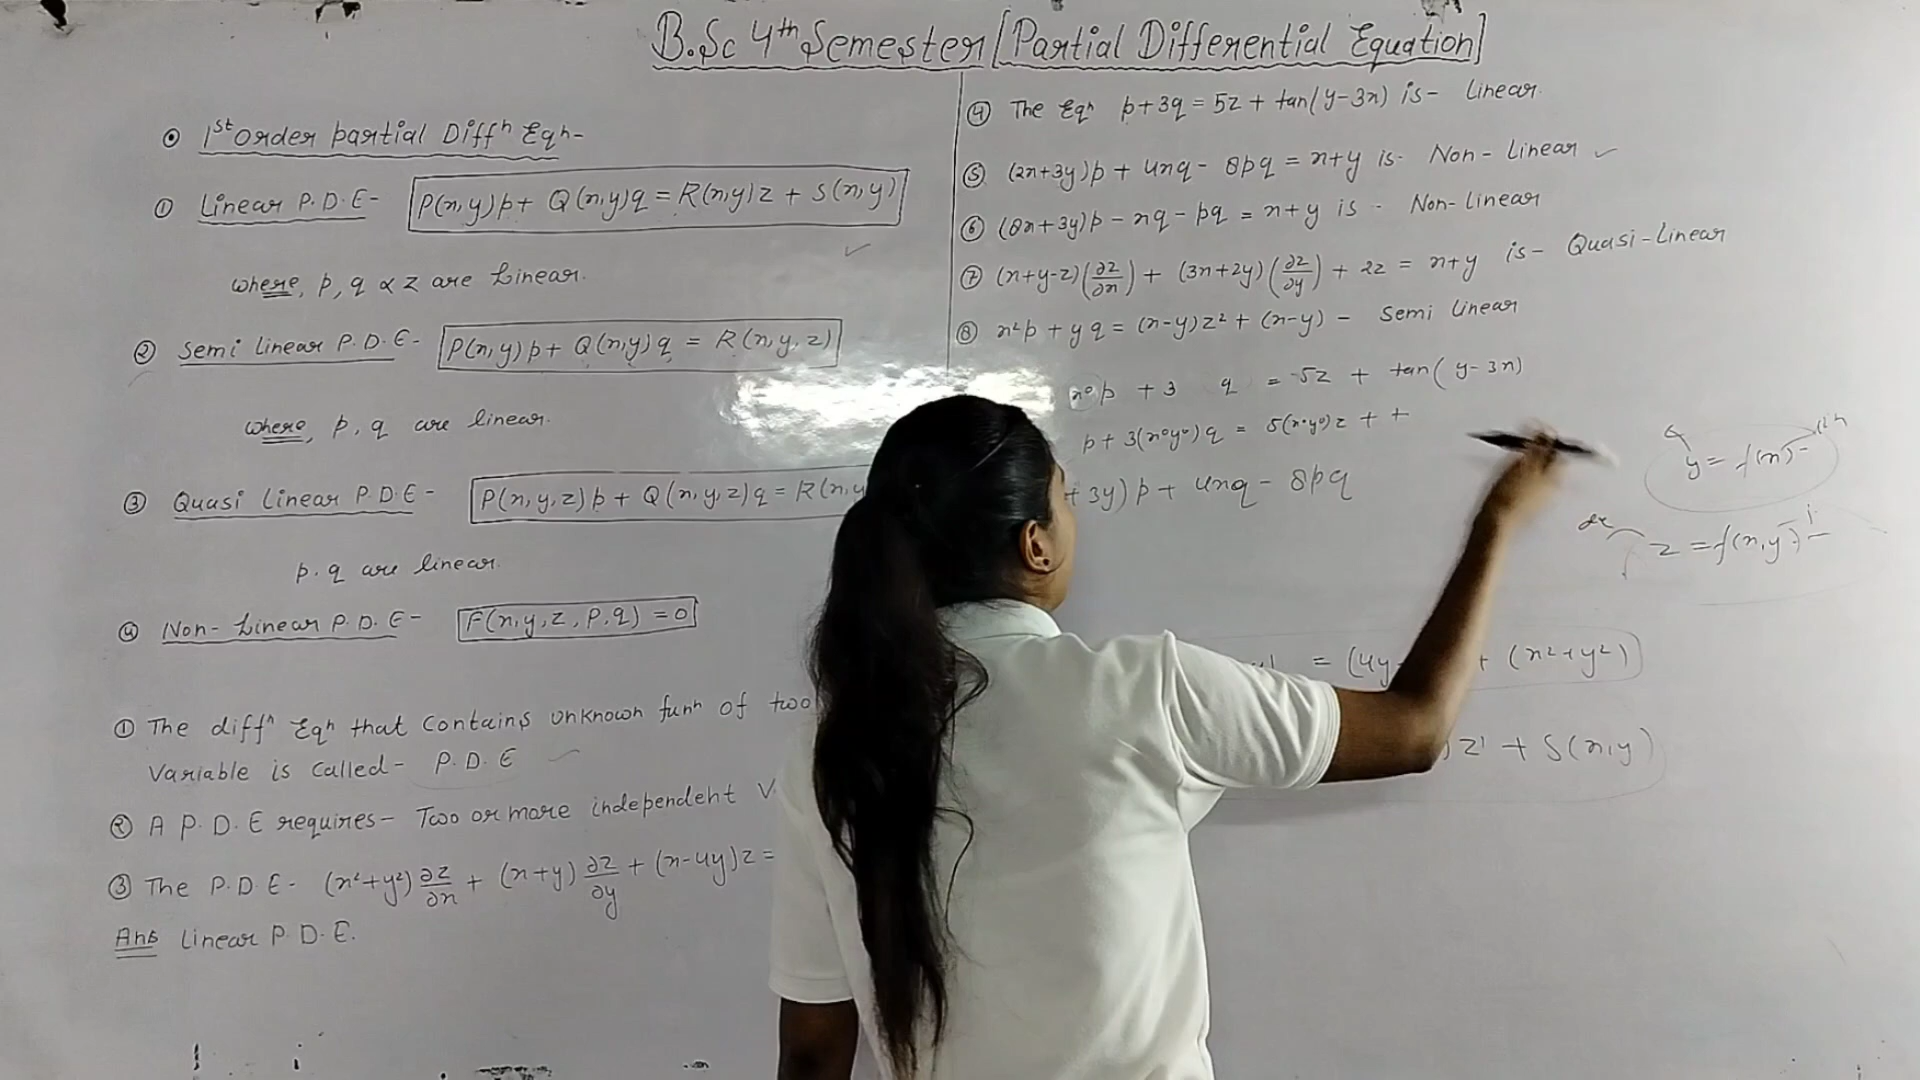 B.Sc 4th Semester [Partial Differential Equation]
⊙ 1st order partial Diffⁿ Eqⁿ-
① Linear P.D.E- P(x,y)p + Q(x,y)q = R(x,y)z + S(x,y)
where, p, q & z are Linear.
② Semi Linear P.D.E- P(x,y)p + Q(x,y)q = R(x,y,z)
where, p, q are linear.
③ Quasi Linear P.D.E- P(x,y,z)p + Q(x,y,z)q = R(x,y
p.q are linear.
④ Non-Linear P.D.E- F(x,y,z,p,q) = 0
① The diffⁿ Eqⁿ that contains unknown funⁿ of two
Variable is called- P.D.E
② A P.D.E requires- Two or more independent V
③ The P.D.E- (x²+y²) ∂z/∂x + (x+y) ∂z/∂y + (x-4y)z =
Ans Linear P.D.E.
④ The Eqⁿ p+3q = 5z + tan(y-3x) is- Linear.
⑤ (2x+3y)p + 4xq - 8pq = x+y is- Non-Linear
⑥ (8x+3y)p - xq - pq = x+y is- Non-linear
⑦ (x+y-z)(∂z/∂x) + (3x+2y)(∂z/∂y) + 2z = x+y is- Quasi-Linear
⑧ x²p + yq = (x-y)z² + (x-y) - Semi Linear
x⁰p + 3 q = 5z + tan(y-3x)
p + 3(x⁰y⁰)q = 5(x⁰y⁰)z + +
+ 3y)p + 4xq - 8pq
y = f(x)
z = f(x,y)
= (4y + (x²+y²)
)z¹ + S(x,y)